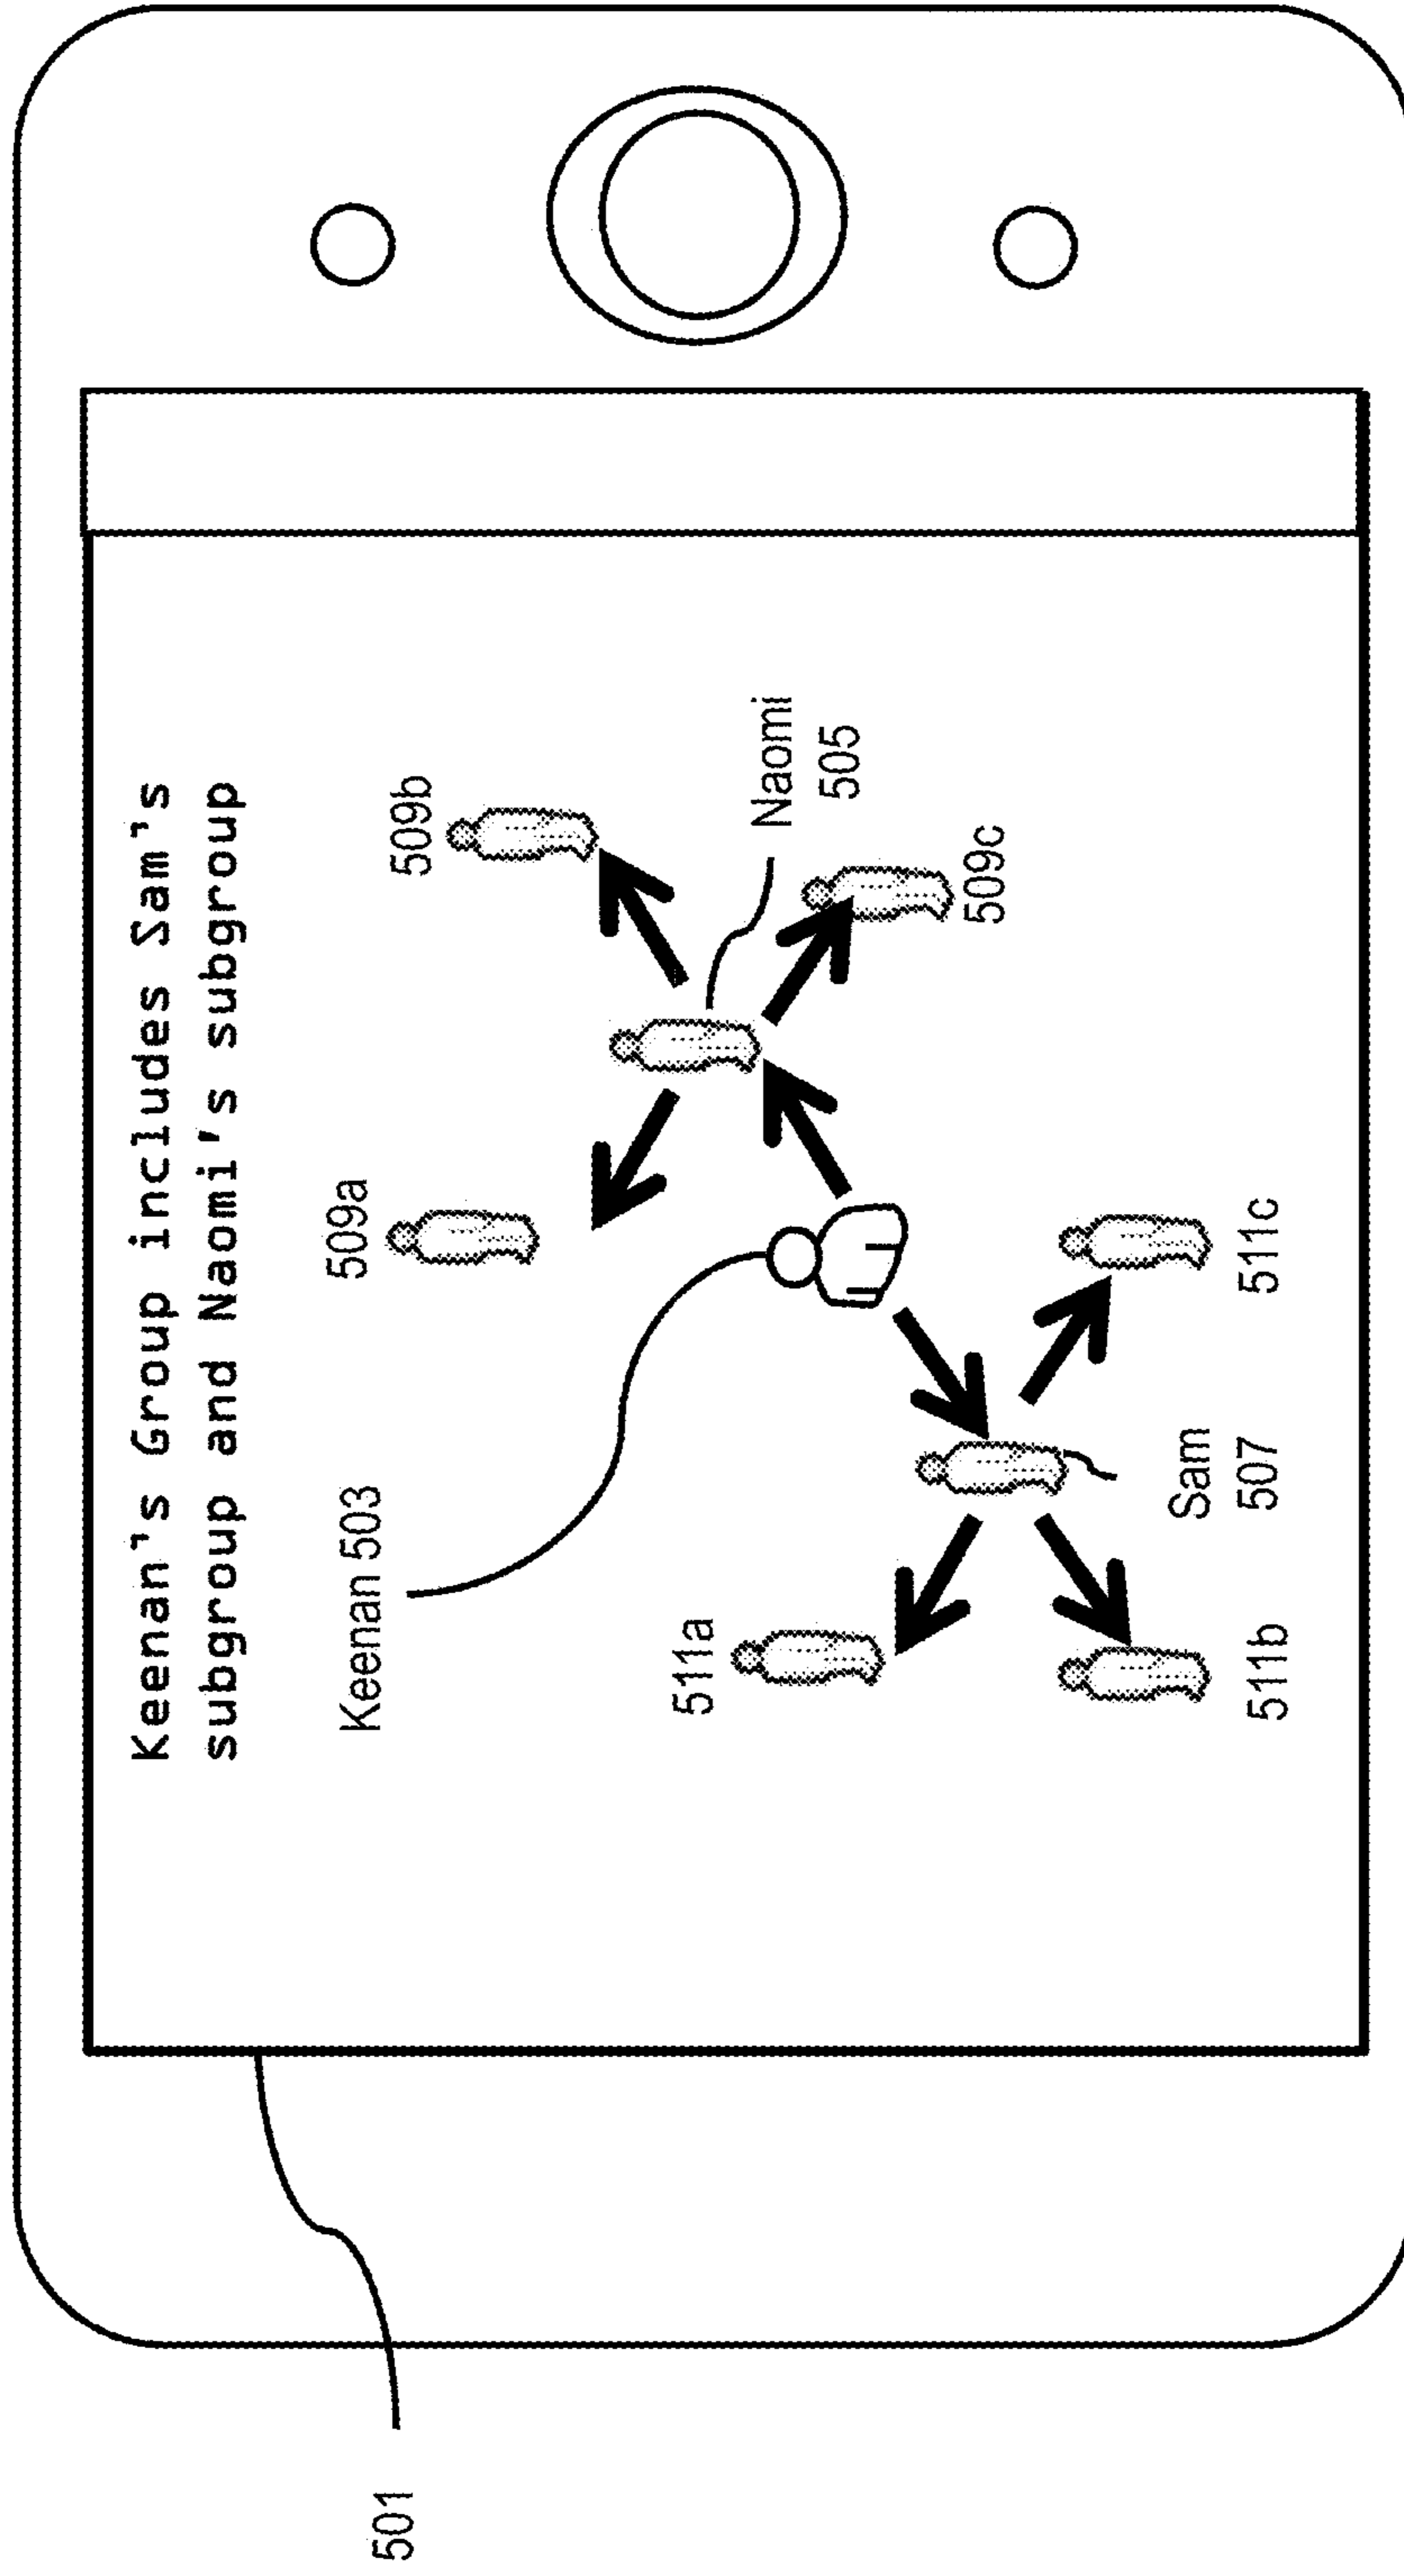 Keenan's Group includes Sam's
subgroup and Naomi's subgroup
Keenan 503
509a
509b
Naomi
505
509c
511a
Sam
507
511c
511b
501